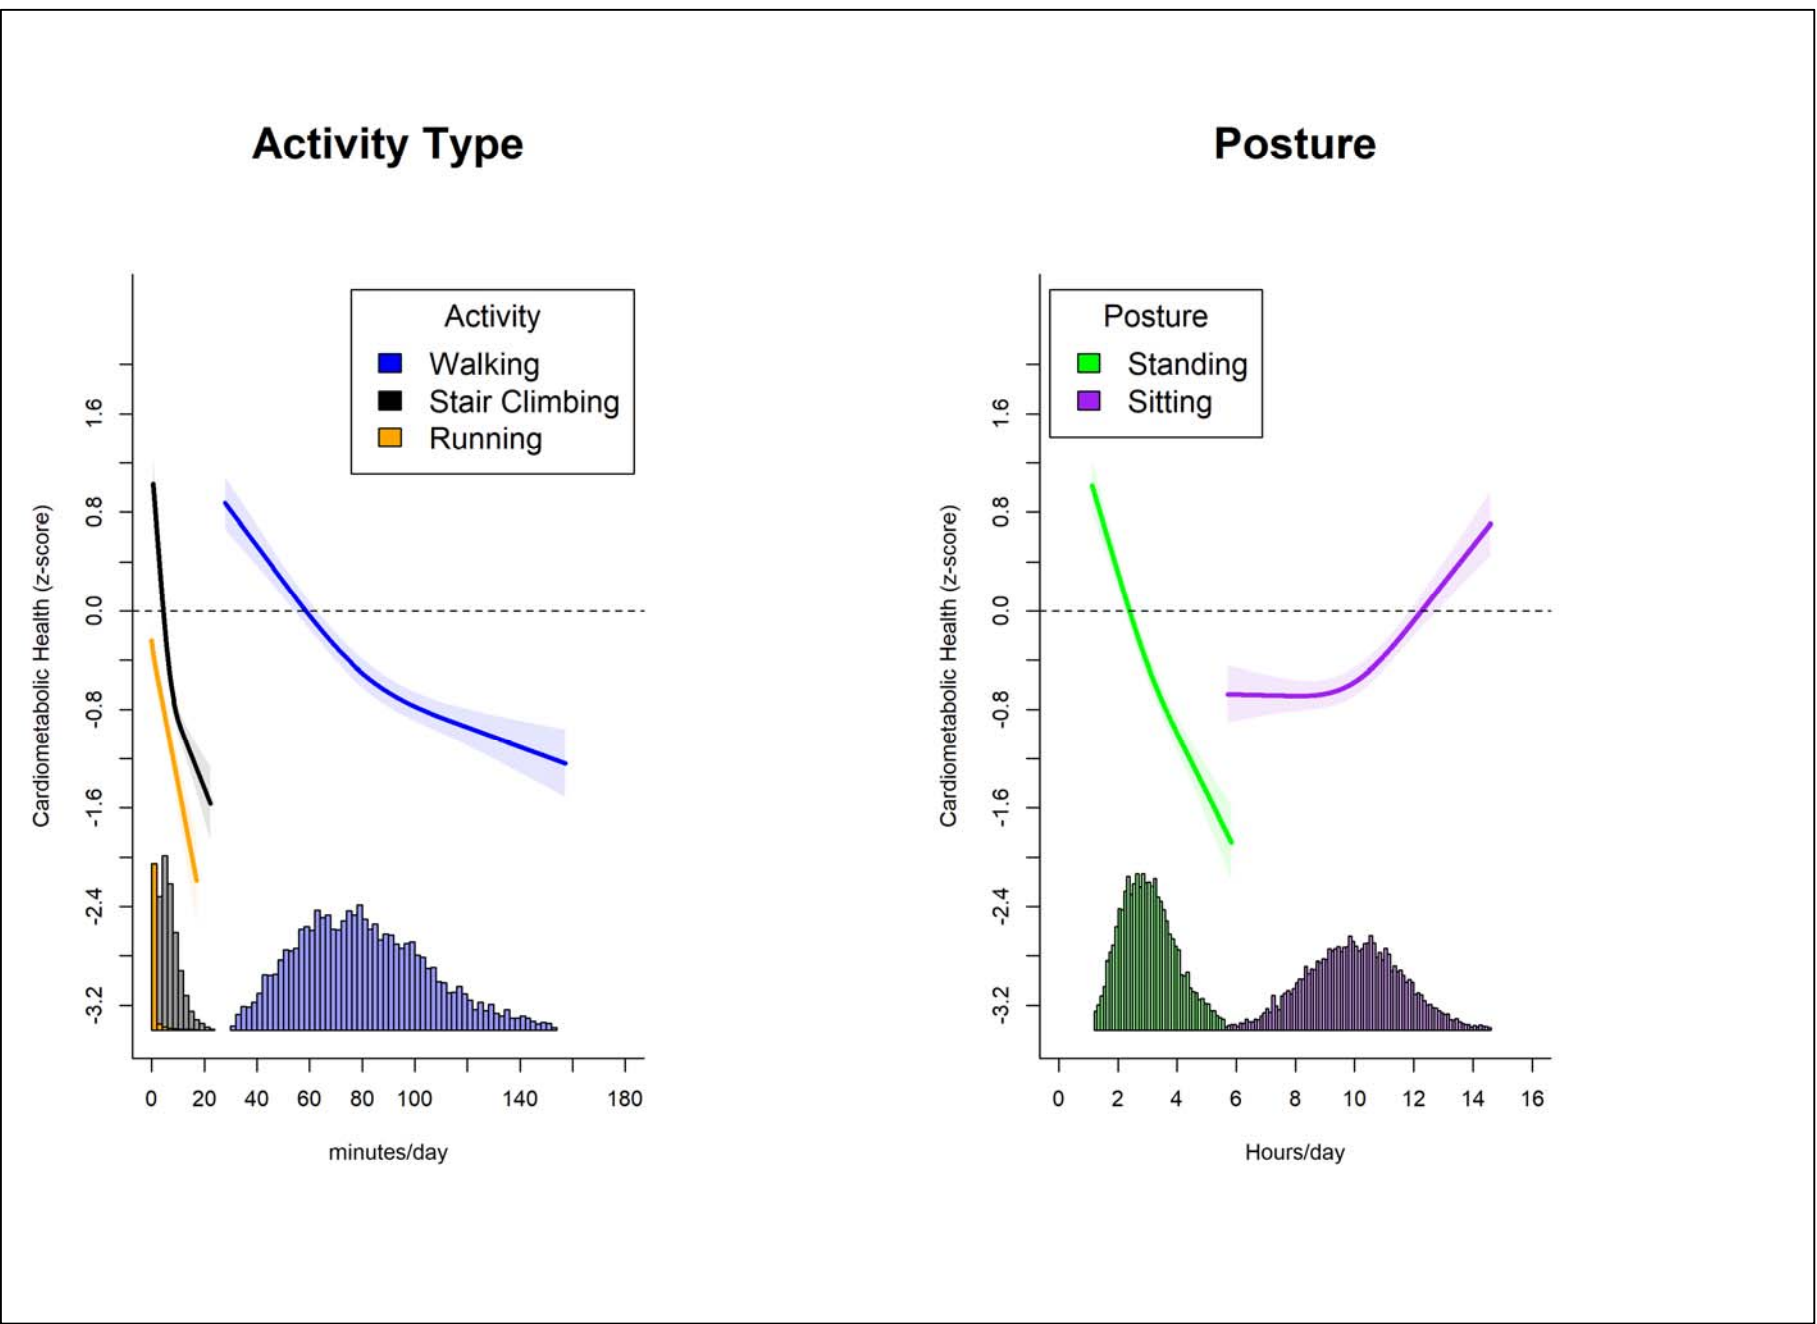 Activity Type
Activity
Walking
Stair Climbing
Running
Cardiometabolic Health (z-score)
1.6
0.8
0.0
-0.8
-1.6
-2.4
-3.2
0 20 40 60 80 100 140 180
minutes/day
Posture
Posture
Standing
Sitting
Cardiometabolic Health (z-score)
1.6
0.8
0.0
-0.8
-1.6
-2.4
-3.2
0 2 4 6 8 10 12 14 16
Hours/day